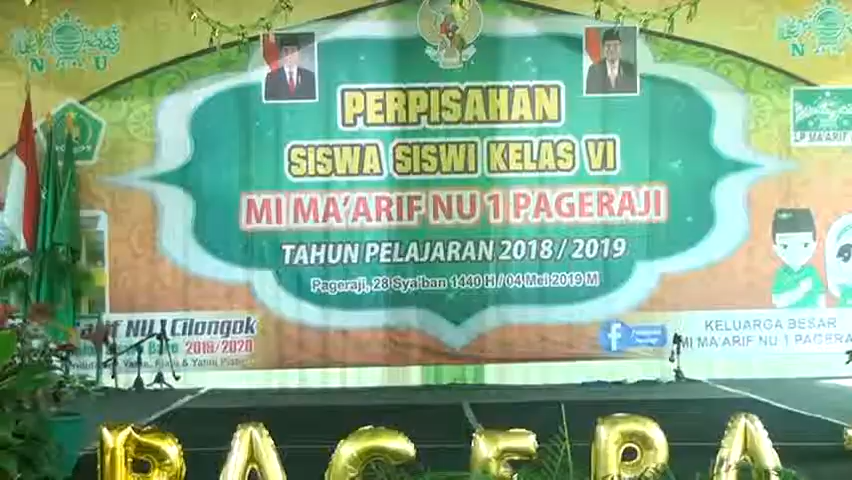 NU
NU
PERPISAHAN
SISWA SISWI KELAS VI
MI MA'ARIF NU 1 PAGERAJI
TAHUN PELAJARAN 2018 / 2019
Pageraji, 28 Sya'ban 1440 H / 04 Mei 2019 M
LP MA'ARIF
NU 1 Cilongok
2019/2020
KELUARGA BESAR
MI MA'ARIF NU 1 PAGERA
PAGERA